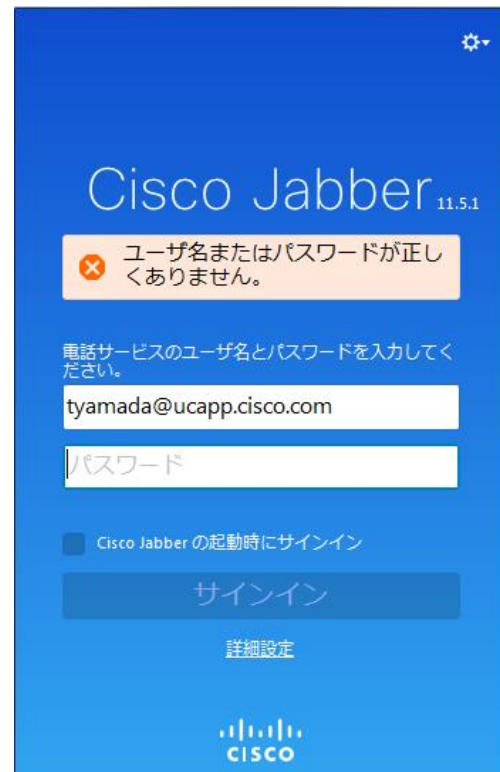 Cisco Jabber 11.5.1
ユーザ名またはパスワードが正し
くありません。
電話サービスのユーザ名とパスワードを入力してく
ださい。
tyamada@ucapp.cisco.com
パスワード
Cisco Jabber の起動時にサインイン
サインイン
詳細設定
CISCO